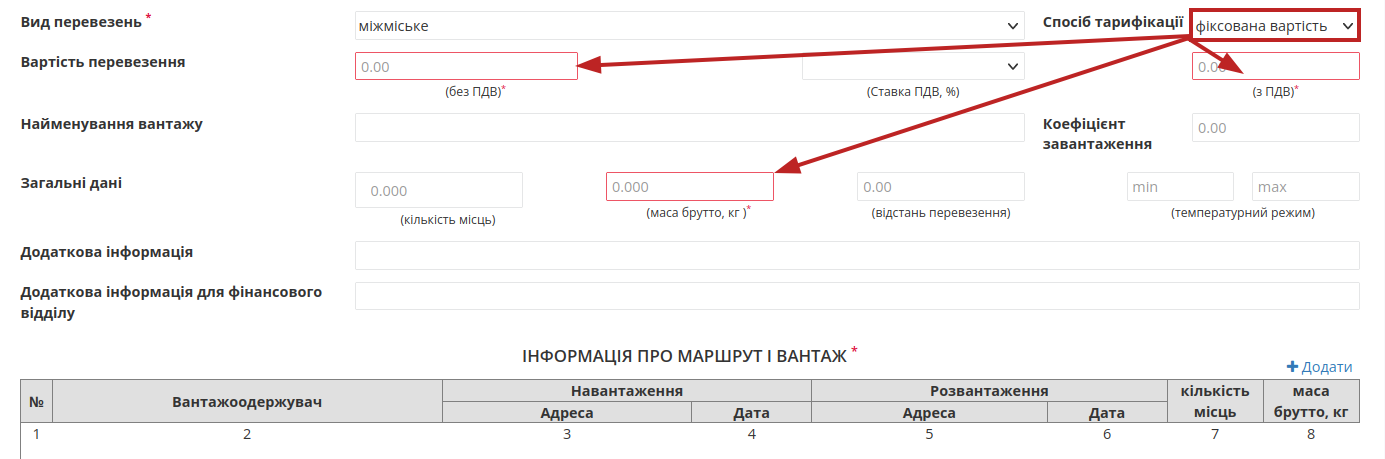 Вид перевезень * міжміське Спосіб тарифікації фіксована вартість
Вартість перевезення 0.00 0.00
(без ПДВ)* (Ставка ПДВ, %) (з ПДВ)*
Найменування вантажу Коефіцієнт завантаження 0.00
Загальні дані 0.000 0.000 0.00 min max
(кількість місць) (маса брутто, кг )* (відстань перевезення) (температурний режим)
Додаткова інформація
Додаткова інформація для фінансового
відділу
ІНФОРМАЦІЯ ПРО МАРШРУТ І ВАНТАЖ *
+ Додати
№ Вантажоодержувач Навантаження Розвантаження кількість місць маса брутто, кг
Адреса Дата Адреса Дата
1 2 3 4 5 6 7 8